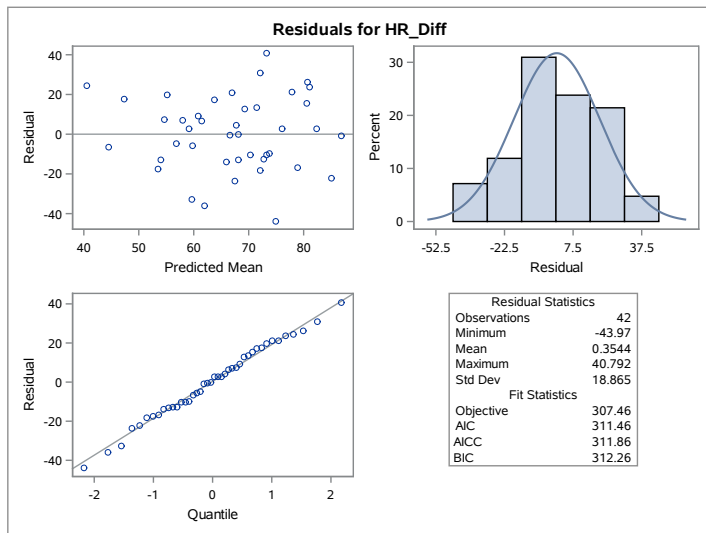 Residuals for HR_Diff
40
20
0
-20
-40
Residual
40 50 60 70 80
Predicted Mean
30
20
10
0
Percent
-52.5 -22.5 7.5 37.5
Residual
40
20
0
-20
-40
Residual
-2 -1 0 1 2
Quantile
Residual Statistics
Observations 42
Minimum -43.97
Mean 0.3544
Maximum 40.792
Std Dev 18.865
Fit Statistics
Objective 307.46
AIC 311.46
AICC 311.86
BIC 312.26